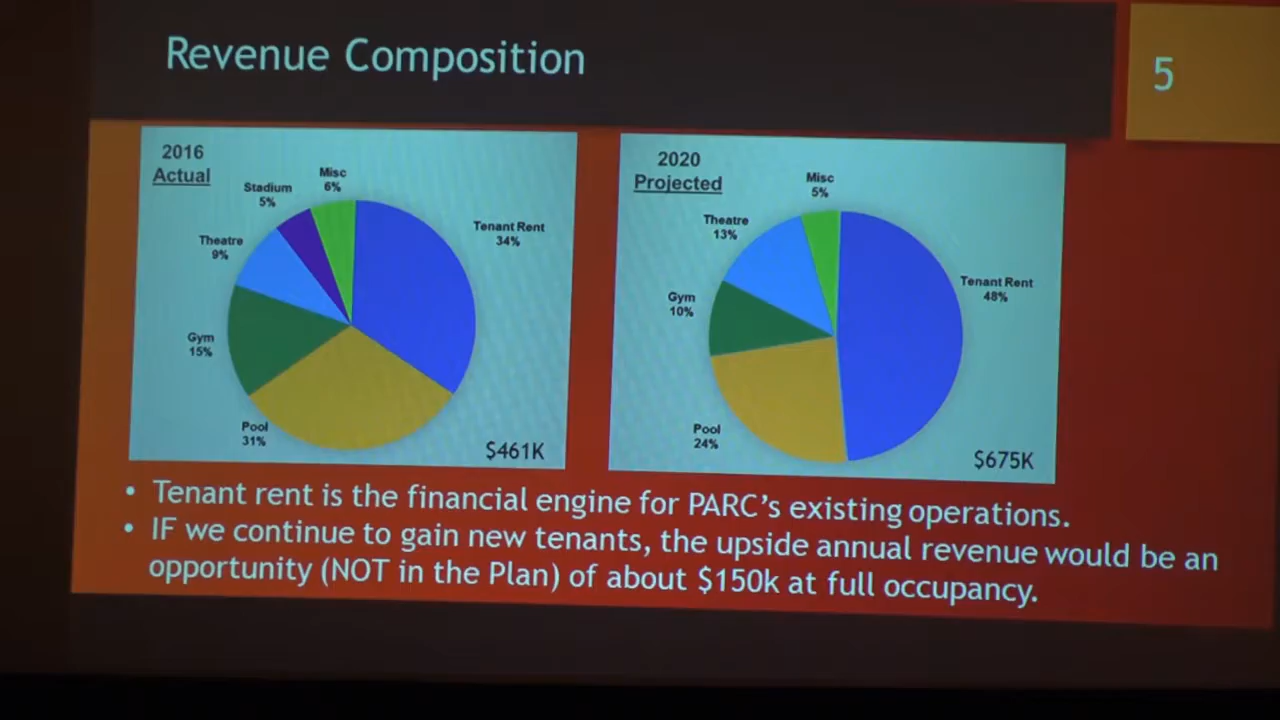 Revenue Composition
5
2016
Actual
Misc
6%
Stadium
5%
Tenant Rent
34%
Theatre
9%
Gym
15%
Pool
31%
$461K
2020
Projected
Misc
5%
Theatre
13%
Tenant Rent
48%
Gym
10%
Pool
24%
$675K
• Tenant rent is the financial engine for PARC's existing operations.
• IF we continue to gain new tenants, the upside annual revenue would be an
opportunity (NOT in the Plan) of about $150k at full occupancy.